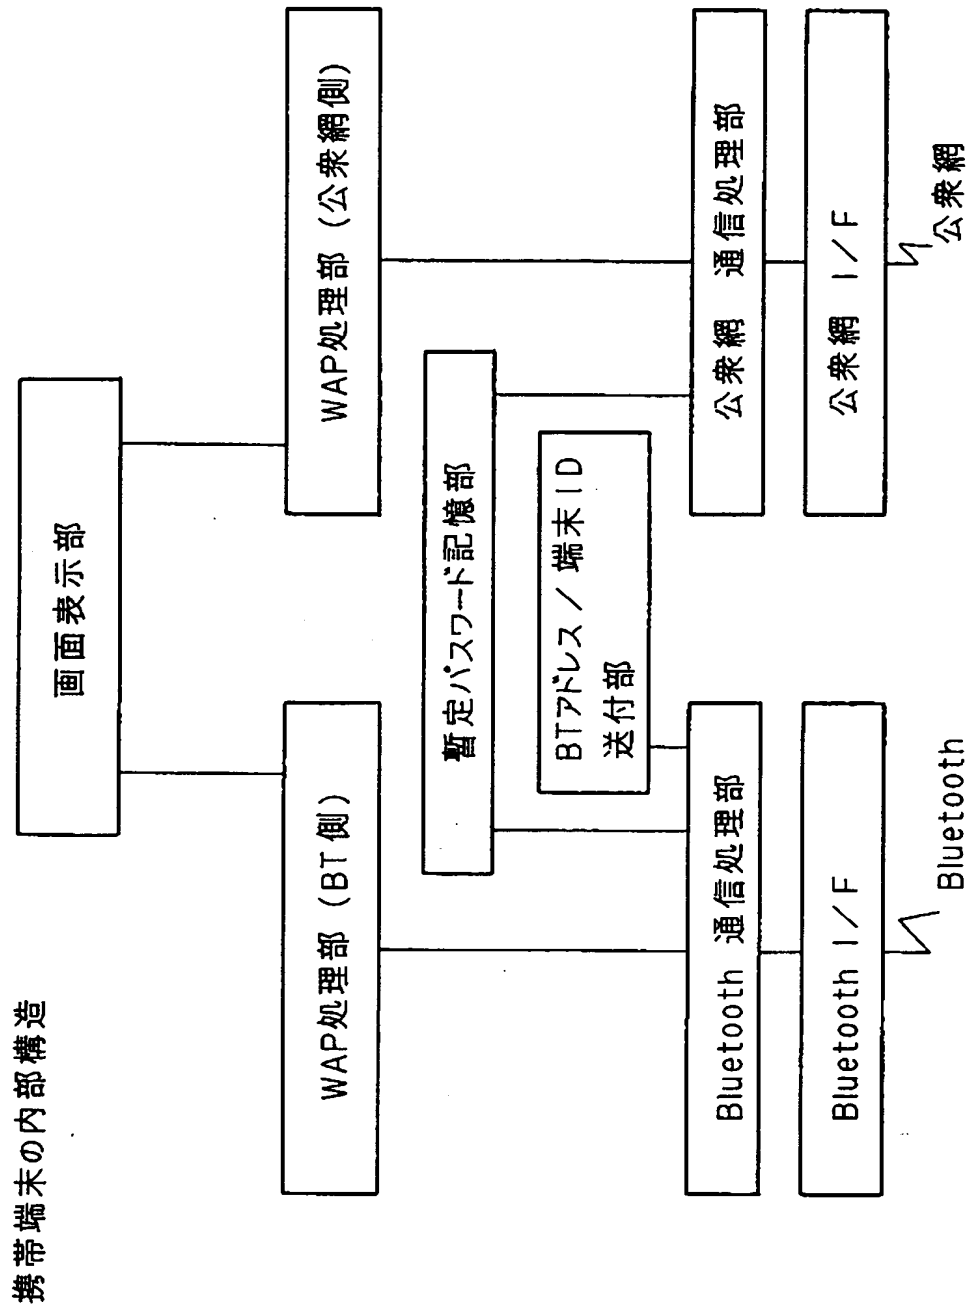 携帯端末の内部構造
画面表示部
WAP処理部 (BT側)
WAP処理部 (公衆網側)
暫定パスワード記憶部
BTアドレス / 端末ID
送付部
Bluetooth 通信処理部
公衆網 通信処理部
Bluetooth I/F
公衆網 I/F
Bluetooth
公衆網